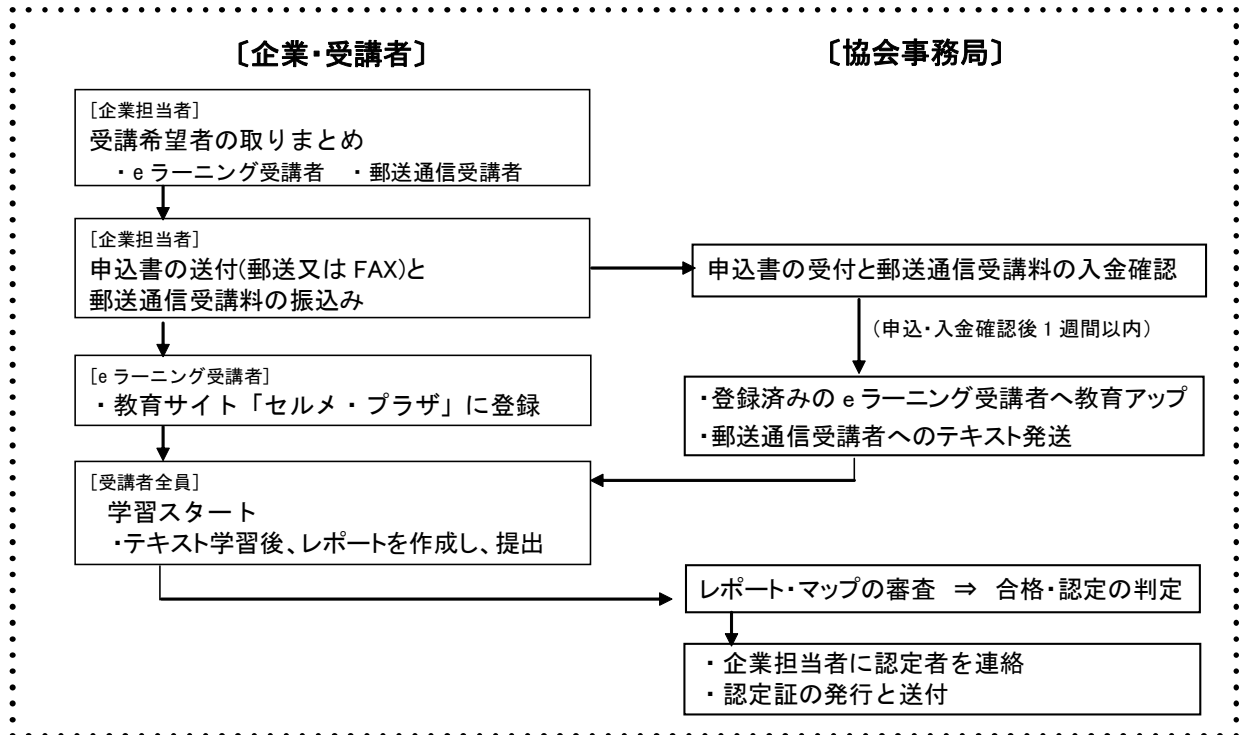 〔企業・受講者〕
〔協会事務局〕
[企業担当者]
受講希望者の取りまとめ
・eラーニング受講者 ・郵送通信受講者
[企業担当者]
申込書の送付(郵送又は FAX)と
郵送通信受講料の振込み
申込書の受付と郵送通信受講料の入金確認
（申込・入金確認後1週間以内）
[eラーニング受講者]
・教育サイト「セルメ・プラザ」に登録
・登録済みのeラーニング受講者へ教育アップ
・郵送通信受講者へのテキスト発送
[受講者全員]
学習スタート
・テキスト学習後、レポートを作成し、提出
レポート・マップの審査 ⇒ 合格・認定の判定
・企業担当者に認定者を連絡
・認定証の発行と送付